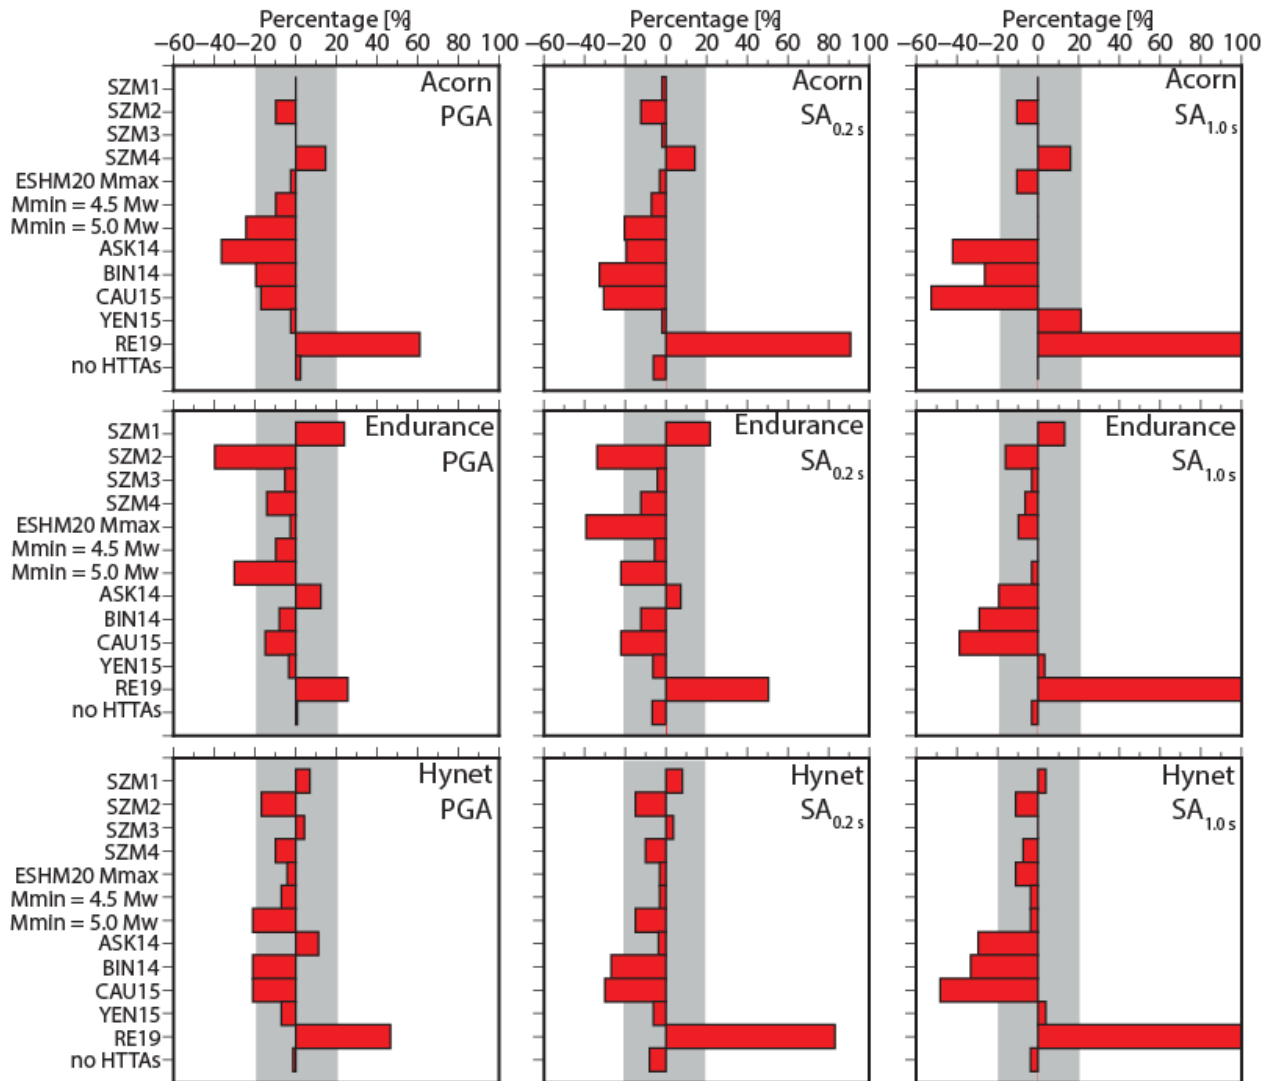 Percentage [%] Percentage [%] Percentage [%]
−60−40−20 0 20 40 60 80 100 −60−40−20 0 20 40 60 80 100 −60−40−20 0 20 40 60 80 100
SZM1
SZM2
SZM3
SZM4
ESHM20 Mmax
Mmin = 4.5 Mw
Mmin = 5.0 Mw
ASK14
BIN14
CAU15
YEN15
RE19
no HTTAs
Acorn
PGA
Acorn
SA0.2 s
Acorn
SA1.0 s
SZM1
SZM2
SZM3
SZM4
ESHM20 Mmax
Mmin = 4.5 Mw
Mmin = 5.0 Mw
ASK14
BIN14
CAU15
YEN15
RE19
no HTTAs
Endurance
PGA
Endurance
SA0.2 s
Endurance
SA1.0 s
SZM1
SZM2
SZM3
SZM4
ESHM20 Mmax
Mmin = 4.5 Mw
Mmin = 5.0 Mw
ASK14
BIN14
CAU15
YEN15
RE19
no HTTAs
Hynet
PGA
Hynet
SA0.2 s
Hynet
SA1.0 s